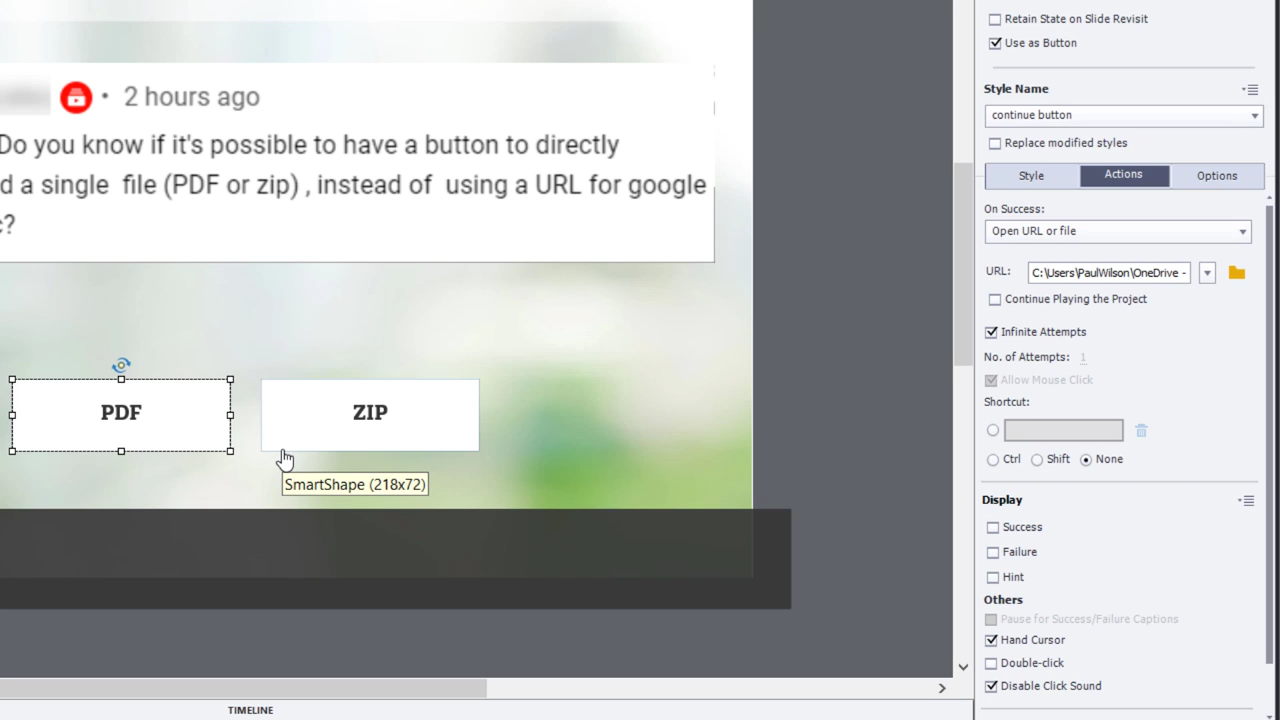 Retain State on Slide Revisit
Use as Button
Style Name
continue button
Replace modified styles
Style Actions Options
On Success:
Open URL or file
URL: C:\Users\PaulWilson\OneDrive -
Continue Playing the Project
Infinite Attempts
No. of Attempts: 1
Allow Mouse Click
Shortcut:
Ctrl Shift None
Display
Success
Failure
Hint
Others
Pause for Success/Failure Captions
Hand Cursor
Double-click
Disable Click Sound
• 2 hours ago
Do you know if it's possible to have a button to directly
d a single file (PDF or zip) , instead of using a URL for google
c?
PDF
ZIP
SmartShape (218x72)
TIMELINE